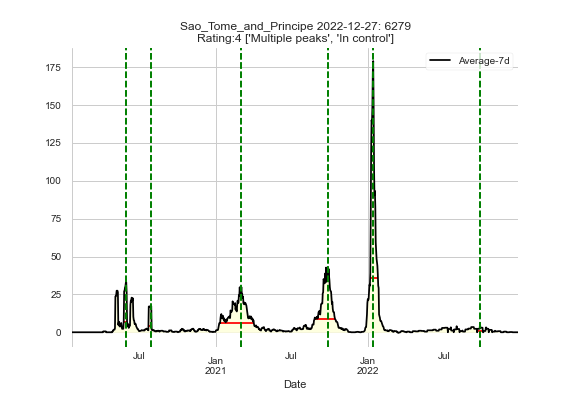 Sao_Tome_and_Principe 2022-12-27: 6279
Rating:4 ['Multiple peaks', 'In control']
Average-7d
175
150
125
100
75
50
25
0
Jul
Jan
2021
Jul
Jan
2022
Jul
Date